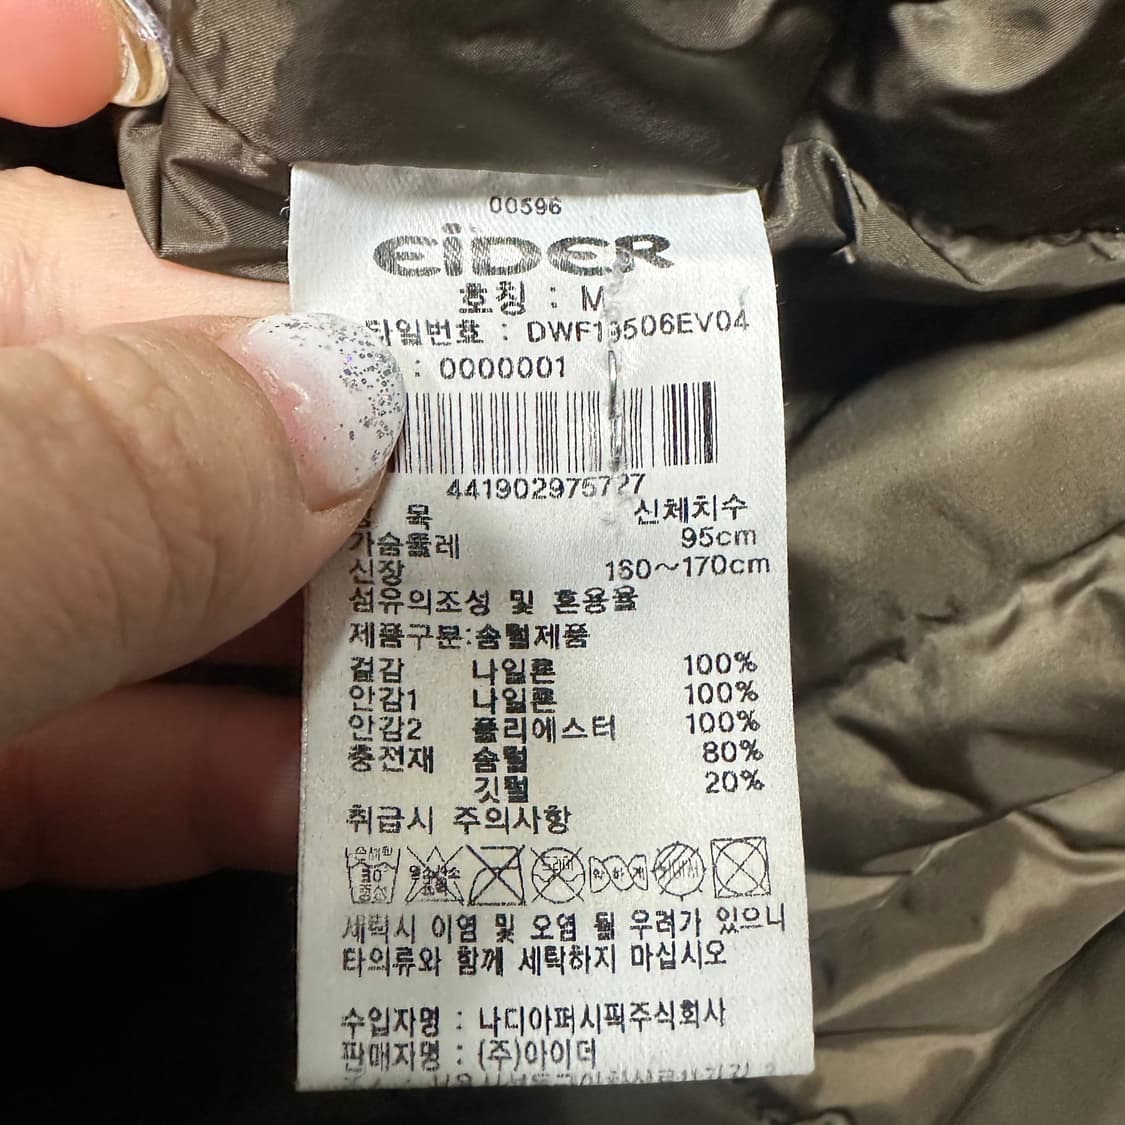 00596
EiDER
호칭 : M
타일번호 : DWF19506EV04
: 0000001
441902975727
목 신체치수
가슴둘레 95cm
신장 160~170cm
섬유의조성 및 혼용율
제품구분:솜털제품
겉감 나일론 100%
안감1 나일론 100%
안감2 폴리에스터 100%
충전재 솜털 80%
깃털 20%
취급시 주의사항
30 중성
세탁시 이염 및 오염 될 우려가 있으니
타의류와 함께 세탁하지 마십시오
수입자명 : 나디아퍼시픽주식회사
판매자명 : (주)아이더